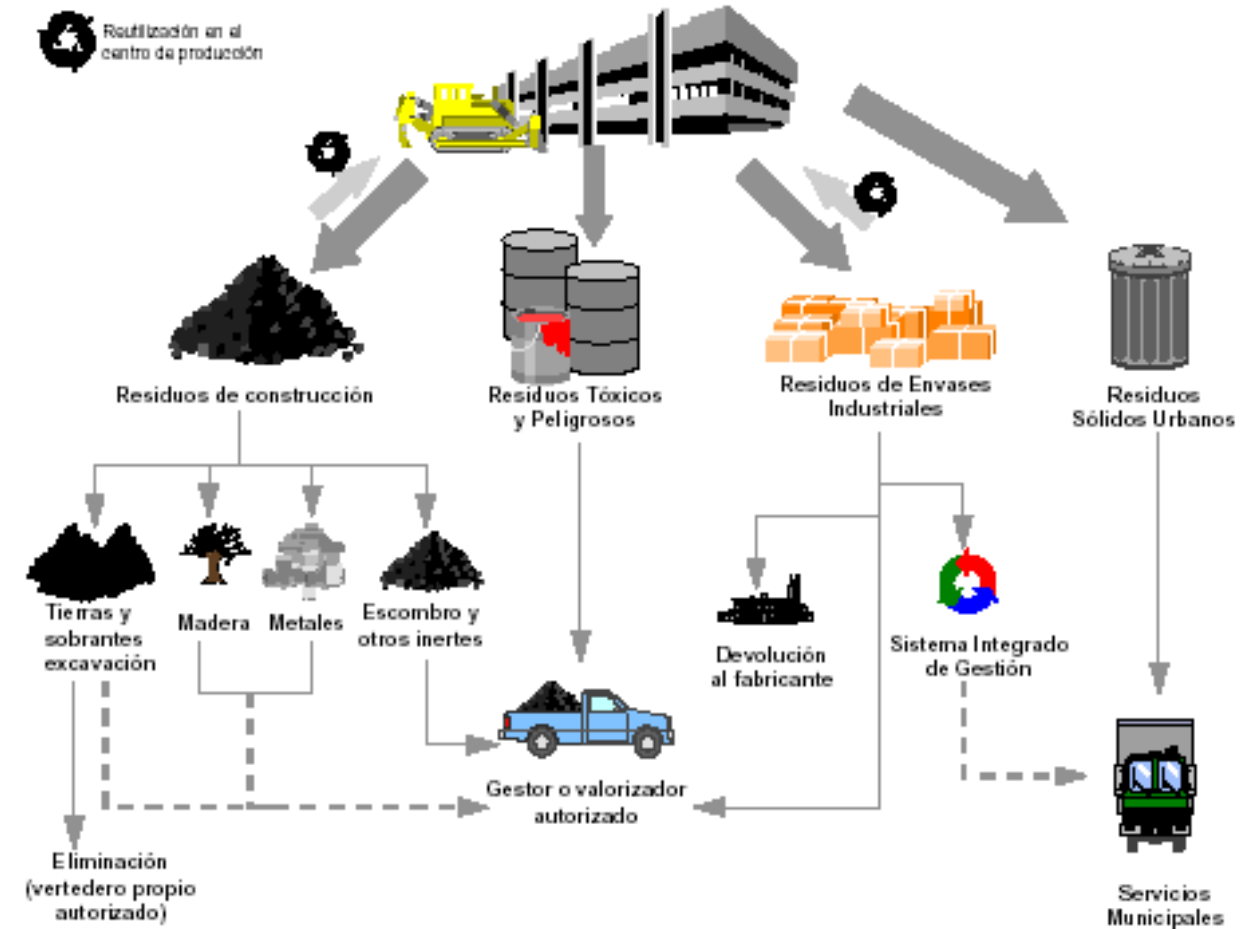 Reutilización en el
centro de producción
Residuos de construcción
Residuos Tóxicos
y Peligrosos
Residuos de Envases
Industriales
Residuos
Sólidos Urbanos
Tierras y
sobrantes
excavación
Madera
Metales
Escombro y
otros inertes
Devolución
al fabricante
Sistema Integrado
de Gestión
Gestor o valorizador
autorizado
Eliminación
(vertedero propio
autorizado)
Servicios
Municipales